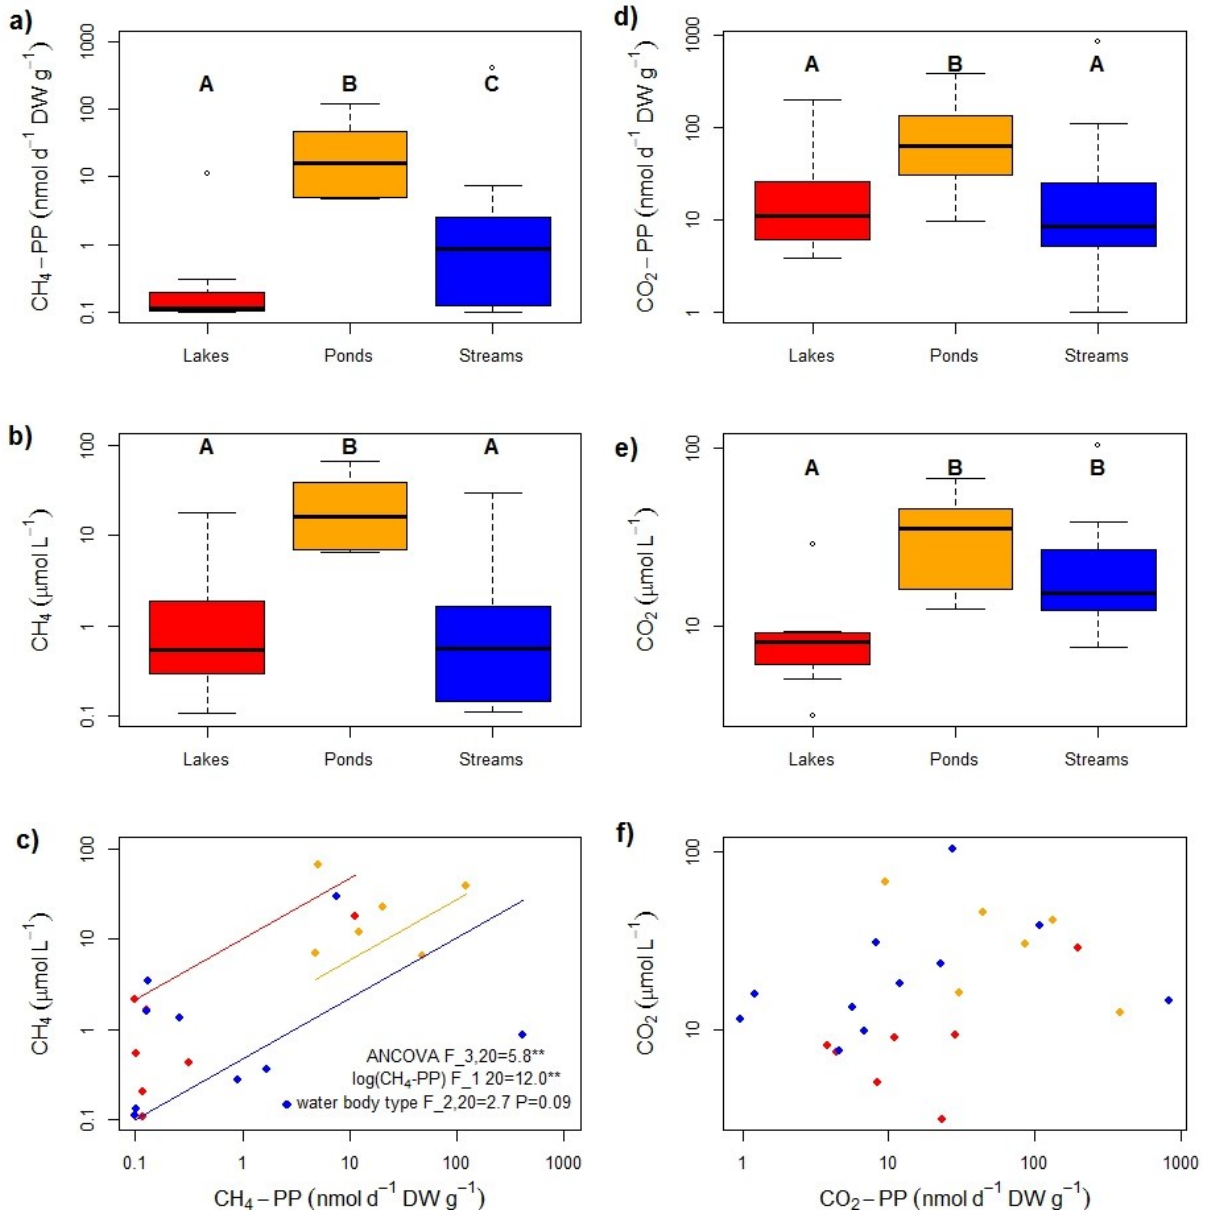 a)
CH₄ – PP (nmol d⁻¹ DW g⁻¹)
1000
100
10
1
0.1
A
B
C
Lakes
Ponds
Streams
d)
CO₂ – PP (nmol d⁻¹ DW g⁻¹)
1000
100
10
1
A
B
A
Lakes
Ponds
Streams
b)
CH₄ (μmol L⁻¹)
100
10
1
0.1
A
B
A
Lakes
Ponds
Streams
e)
CO₂ (μmol L⁻¹)
100
10
A
B
B
Lakes
Ponds
Streams
c)
CH₄ (μmol L⁻¹)
100
10
1
0.1
ANCOVA F_3,20=5.8**
log(CH₄-PP) F_1 20=12.0**
water body type F_2,20=2.7 P=0.09
0.1
1
10
100
1000
CH₄ – PP (nmol d⁻¹ DW g⁻¹)
f)
CO₂ (μmol L⁻¹)
100
10
1
10
100
1000
CO₂ – PP (nmol d⁻¹ DW g⁻¹)